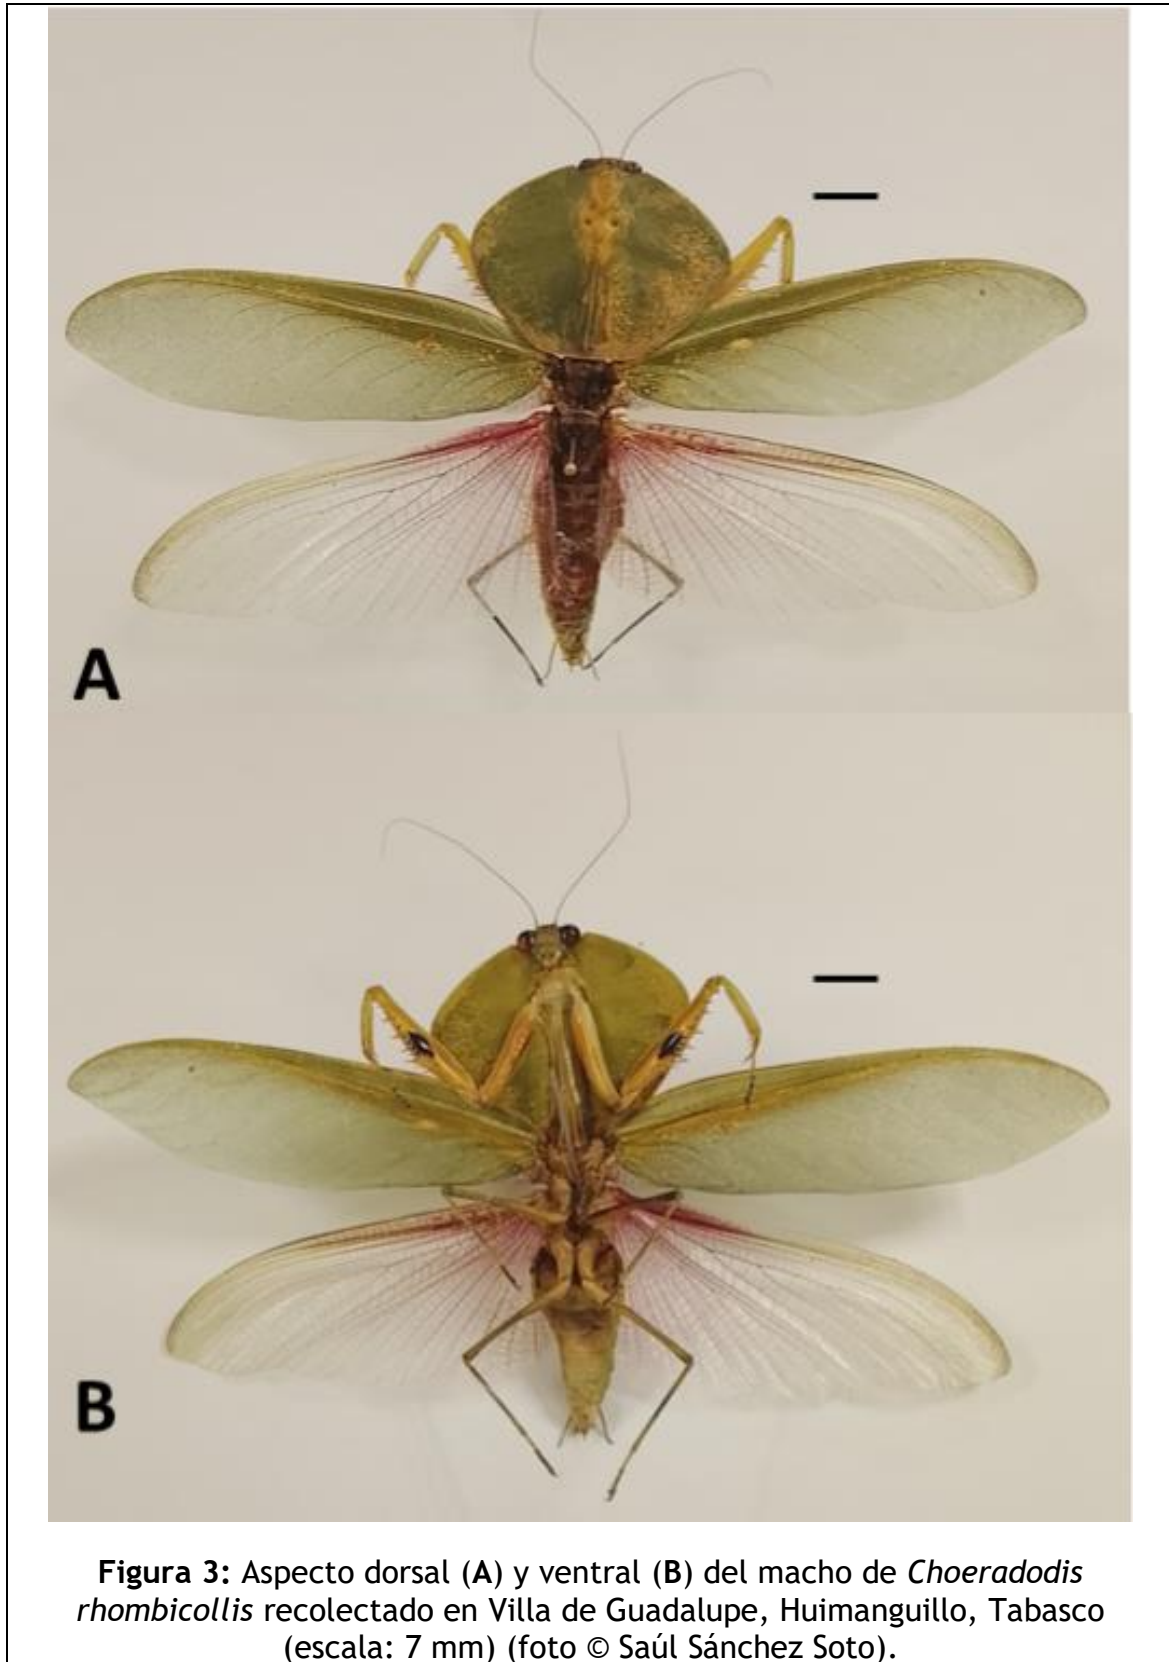 A
B
Figura 3: Aspecto dorsal (A) y ventral (B) del macho de Choeradodis
rhombicollis recolectado en Villa de Guadalupe, Huimanguillo, Tabasco
(escala: 7 mm) (foto © Saúl Sánchez Soto).